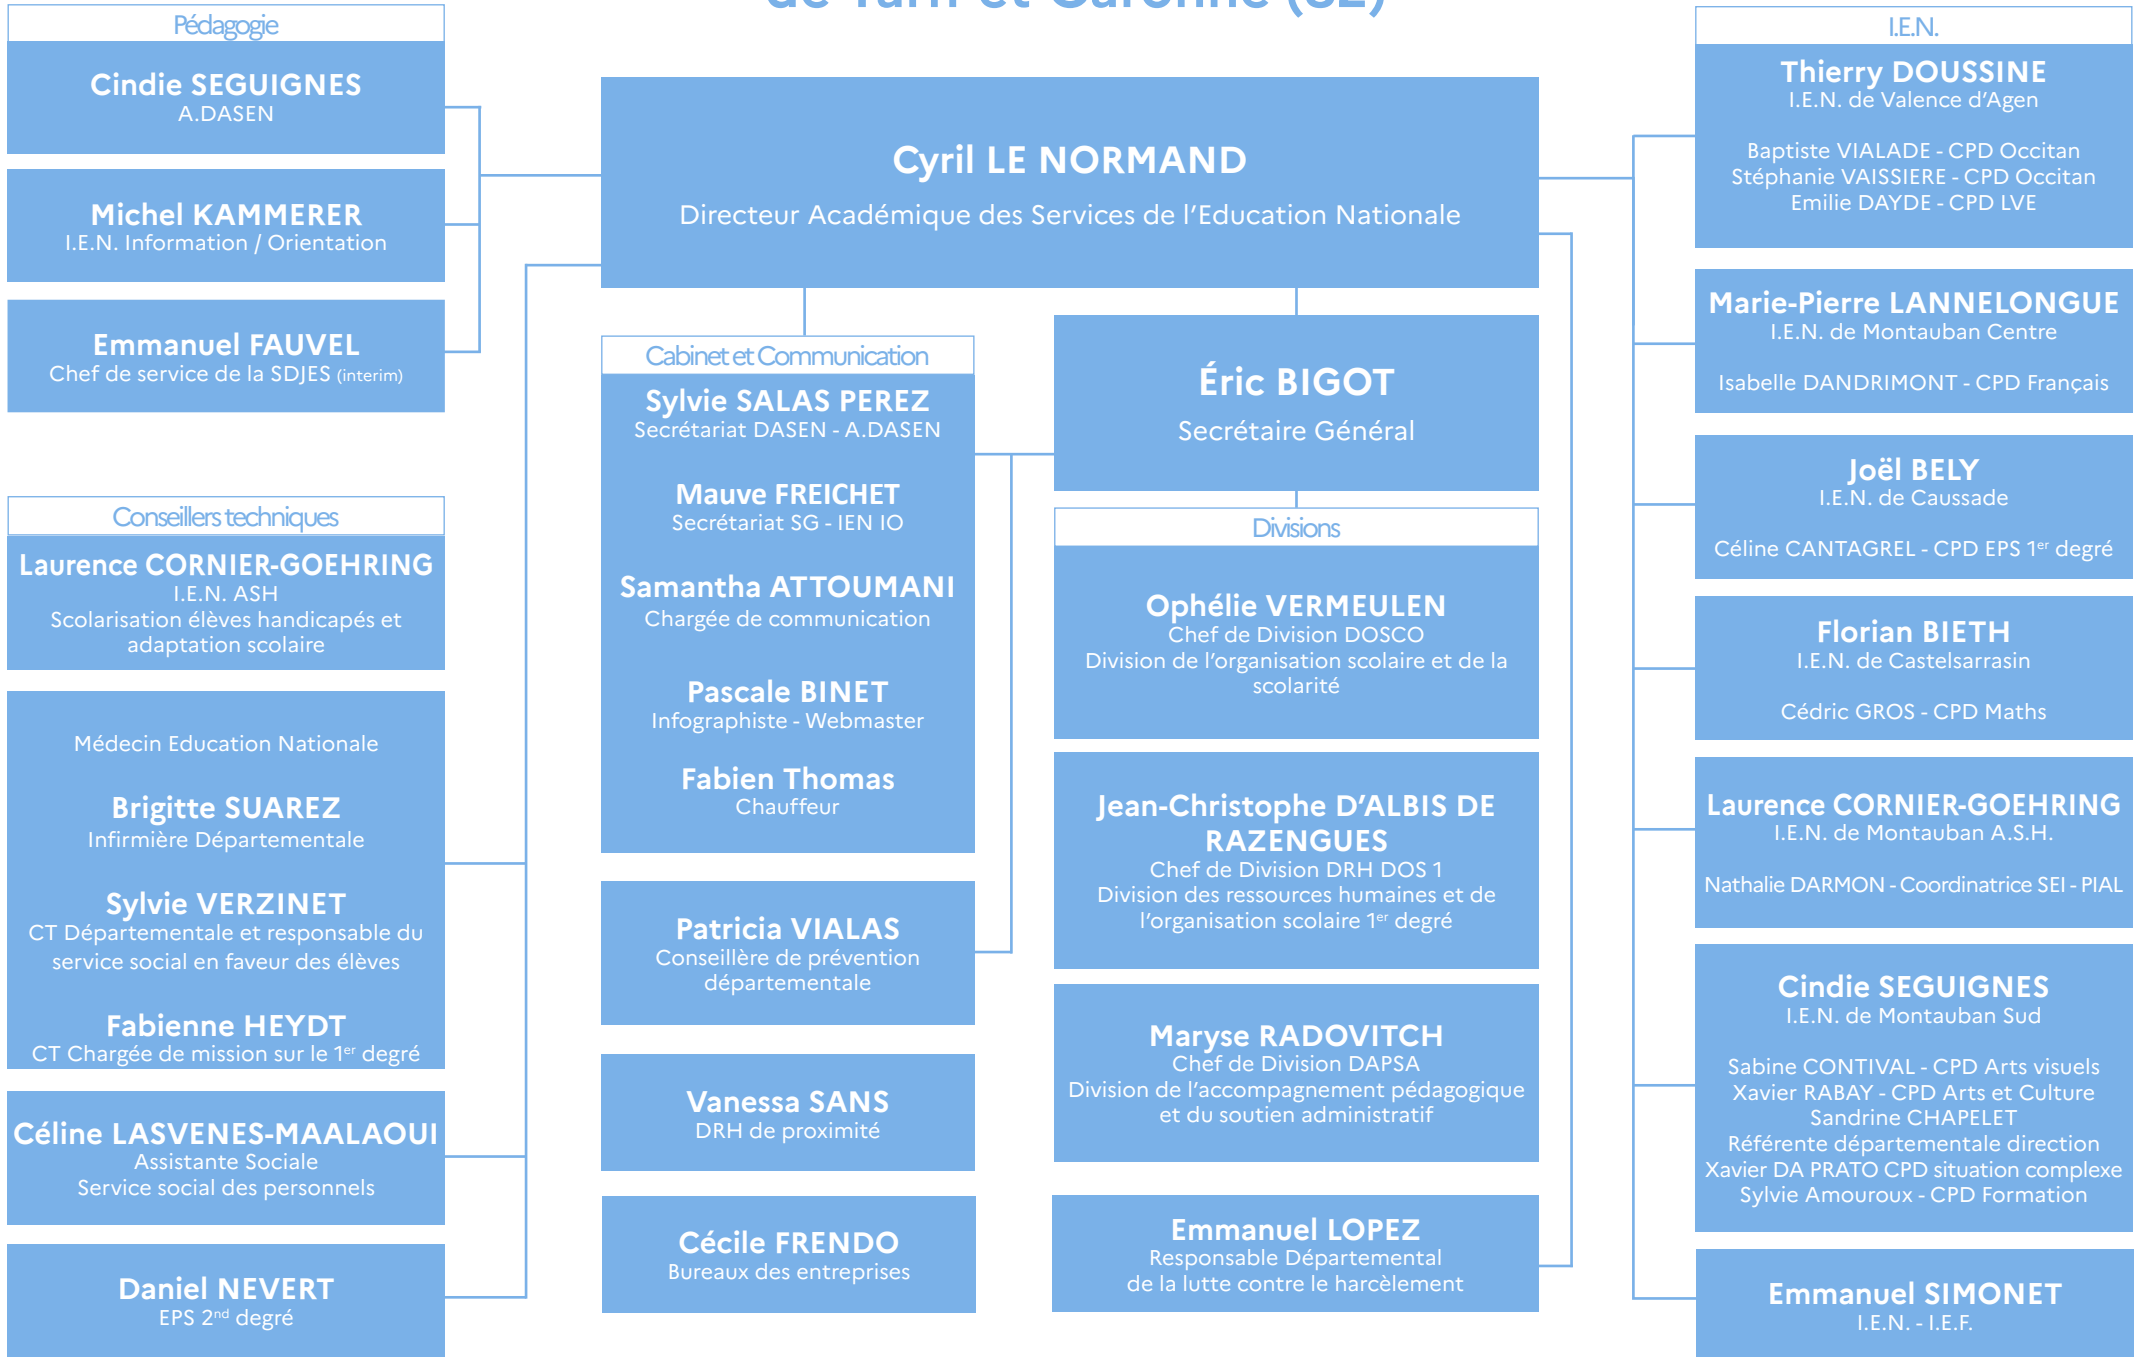 de Tarn et Garonne (82)
Pédagogie
Cindie SEGUIGNES
A.DASEN
Michel KAMMERER
I.E.N. Information / Orientation
Emmanuel FAUVEL
Chef de service de la SDJES (interim)
Conseillers techniques
Laurence CORNIER-GOEHRING
I.E.N. ASH
Scolarisation élèves handicapés et
adaptation scolaire
Médecin Education Nationale
Brigitte SUAREZ
Infirmière Départementale
Sylvie VERZINET
CT Départementale et responsable du
service social en faveur des élèves
Fabienne HEYDT
CT Chargée de mission sur le 1er degré
Céline LASVENES-MAALAOUI
Assistante Sociale
Service social des personnels
Daniel NEVERT
EPS 2nd degré
Cyril LE NORMAND
Directeur Académique des Services de l'Education Nationale
Cabinet et Communication
Sylvie SALAS PEREZ
Secrétariat DASEN - A.DASEN
Mauve FREICHET
Secrétariat SG - IEN IO
Samantha ATTOUMANI
Chargée de communication
Pascale BINET
Infographiste - Webmaster
Fabien Thomas
Chauffeur
Patricia VIALAS
Conseillère de prévention
départementale
Vanessa SANS
DRH de proximité
Cécile FRENDO
Bureaux des entreprises
Éric BIGOT
Secrétaire Général
Divisions
Ophélie VERMEULEN
Chef de Division DOSCO
Division de l'organisation scolaire et de la
scolarité
Jean-Christophe D'ALBIS DE
RAZENGUES
Chef de Division DRH DOS 1
Division des ressources humaines et de
l'organisation scolaire 1er degré
Maryse RADOVITCH
Chef de Division DAPSA
Division de l'accompagnement pédagogique
et du soutien administratif
Emmanuel LOPEZ
Responsable Départemental
de la lutte contre le harcèlement
I.E.N.
Thierry DOUSSINE
I.E.N. de Valence d'Agen
Baptiste VIALADE - CPD Occitan
Stéphanie VAISSIERE - CPD Occitan
Emilie DAYDE - CPD LVE
Marie-Pierre LANNELONGUE
I.E.N. de Montauban Centre
Isabelle DANDRIMONT - CPD Français
Joël BELY
I.E.N. de Caussade
Céline CANTAGREL - CPD EPS 1er degré
Florian BIETH
I.E.N. de Castelsarrasin
Cédric GROS - CPD Maths
Laurence CORNIER-GOEHRING
I.E.N. de Montauban A.S.H.
Nathalie DARMON - Coordinatrice SEI - PIAL
Cindie SEGUIGNES
I.E.N. de Montauban Sud
Sabine CONTIVAL - CPD Arts visuels
Xavier RABAY - CPD Arts et Culture
Sandrine CHAPELET
Référente départementale direction
Xavier DA PRATO CPD situation complexe
Sylvie Amouroux - CPD Formation
Emmanuel SIMONET
I.E.N. - I.E.F.